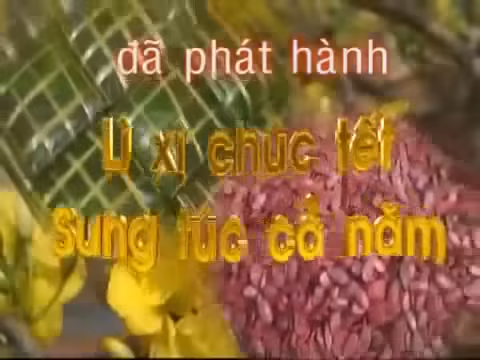 đã phát hành
Lì xì chúc tết
Sung túc cả năm